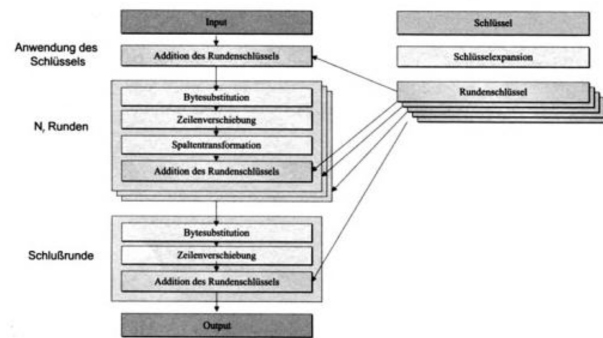 Input
Anwendung des
Schlüssels
Addition des Rundenschlüssels
N, Runden
Bytesubstitution
Zeilenverschiebung
Spaltentransformation
Addition des Rundenschlüssels
Schlußrunde
Bytesubstitution
Zeilenverschiebung
Addition des Rundenschlüssels
Output
Schlüssel
Schlüsselexpansion
Rundenschlüssel